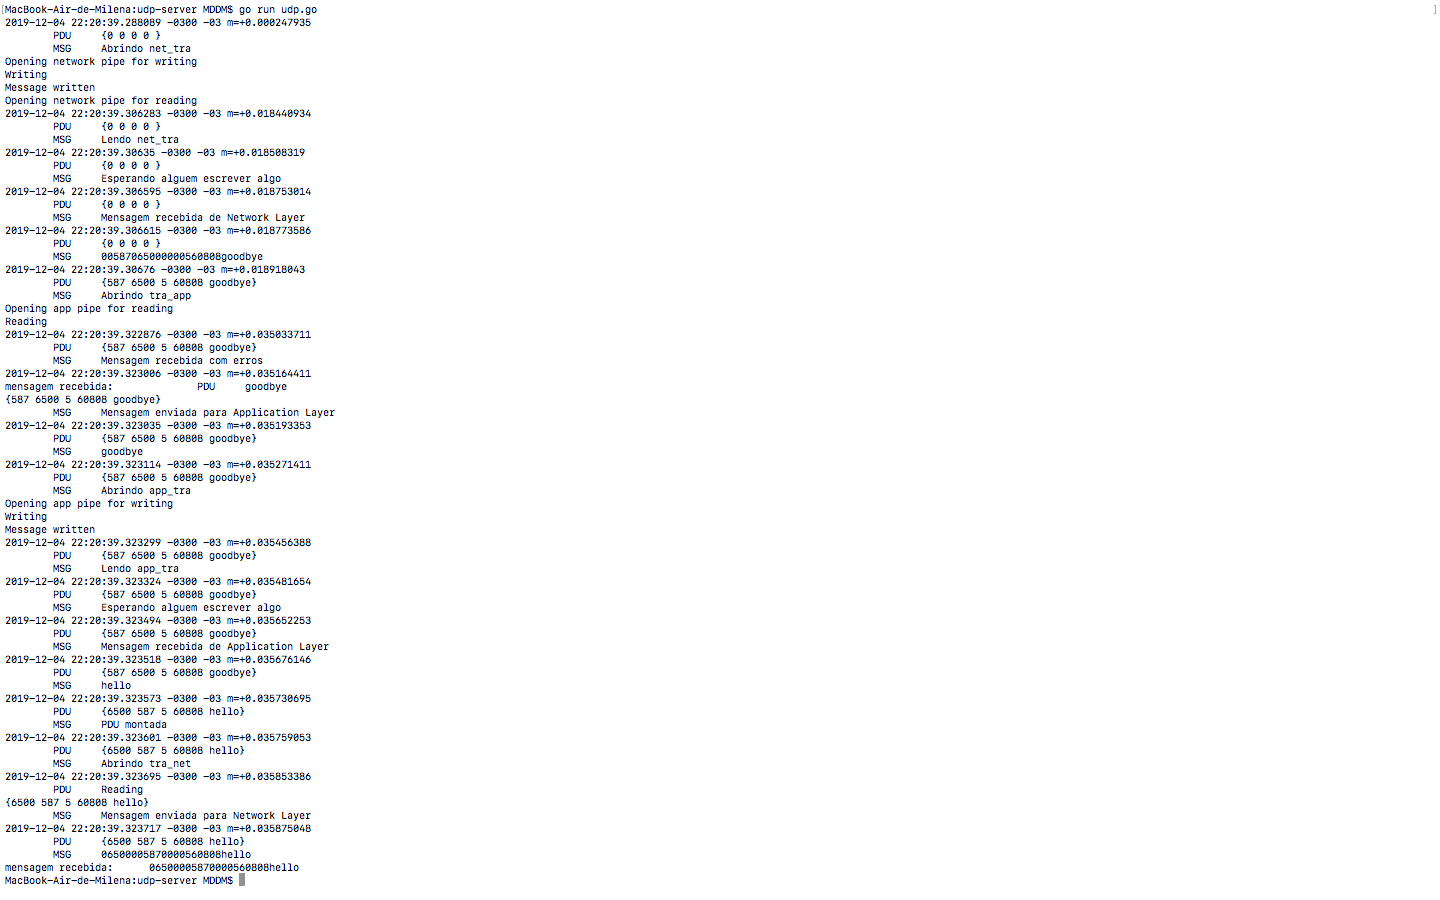 [MacBook-Air-de-Milena:udp-server MDDM$ go run udp.go ]
2019-12-04 22:20:39.288089 -0300 -03 m=+0.000247935
PDU {0 0 0 0 }
MSG Abrindo net_tra
Opening network pipe for writing
Writing
Message written
Opening network pipe for reading
2019-12-04 22:20:39.306283 -0300 -03 m=+0.018440934
PDU {0 0 0 0 }
MSG Lendo net_tra
2019-12-04 22:20:39.30635 -0300 -03 m=+0.018508319
PDU {0 0 0 0 }
MSG Esperando alguem escrever algo
2019-12-04 22:20:39.306595 -0300 -03 m=+0.018753014
PDU {0 0 0 0 }
MSG Mensagem recebida de Network Layer
2019-12-04 22:20:39.306615 -0300 -03 m=+0.018773586
PDU {0 0 0 0 }
MSG 00587065000000560808goodbye
2019-12-04 22:20:39.30676 -0300 -03 m=+0.018918043
PDU {587 6500 5 60808 goodbye}
MSG Abrindo tra_app
Opening app pipe for reading
Reading
2019-12-04 22:20:39.322876 -0300 -03 m=+0.035033711
PDU {587 6500 5 60808 goodbye}
MSG Mensagem recebida com erros
2019-12-04 22:20:39.323006 -0300 -03 m=+0.035164411
mensagem recebida: PDU goodbye
{587 6500 5 60808 goodbye}
MSG Mensagem enviada para Application Layer
2019-12-04 22:20:39.323035 -0300 -03 m=+0.035193353
PDU {587 6500 5 60808 goodbye}
MSG goodbye
2019-12-04 22:20:39.323114 -0300 -03 m=+0.035271411
PDU {587 6500 5 60808 goodbye}
MSG Abrindo app_tra
Opening app pipe for writing
Writing
Message written
2019-12-04 22:20:39.323299 -0300 -03 m=+0.035456388
PDU {587 6500 5 60808 goodbye}
MSG Lendo app_tra
2019-12-04 22:20:39.323324 -0300 -03 m=+0.035481654
PDU {587 6500 5 60808 goodbye}
MSG Esperando alguem escrever algo
2019-12-04 22:20:39.323494 -0300 -03 m=+0.035652253
PDU {587 6500 5 60808 goodbye}
MSG Mensagem recebida de Application Layer
2019-12-04 22:20:39.323518 -0300 -03 m=+0.035676146
PDU {587 6500 5 60808 goodbye}
MSG hello
2019-12-04 22:20:39.323573 -0300 -03 m=+0.035730695
PDU {6500 587 5 60808 hello}
MSG PDU montada
2019-12-04 22:20:39.323601 -0300 -03 m=+0.035759053
PDU {6500 587 5 60808 hello}
MSG Abrindo tra_net
2019-12-04 22:20:39.323695 -0300 -03 m=+0.035853386
PDU Reading
{6500 587 5 60808 hello}
MSG Mensagem enviada para Network Layer
2019-12-04 22:20:39.323717 -0300 -03 m=+0.035875048
PDU {6500 587 5 60808 hello}
MSG 06500005870000560808hello
mensagem recebida: 06500005870000560808hello
MacBook-Air-de-Milena:udp-server MDDM$